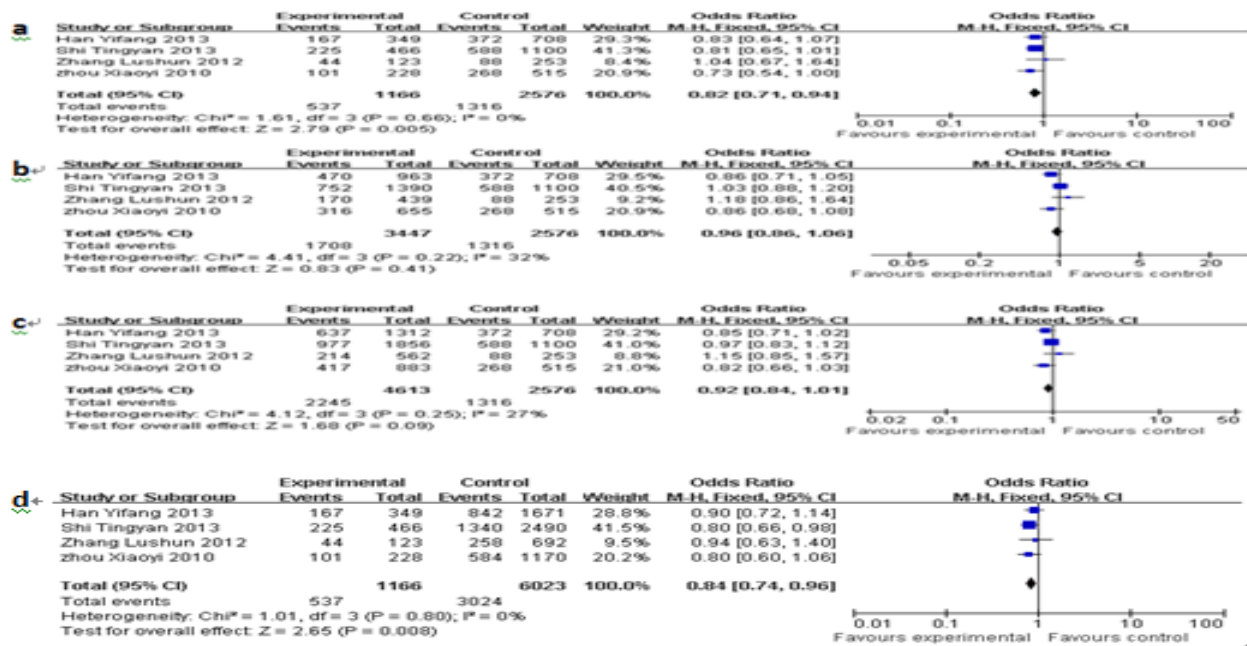 a
Experimental Control Odds Ratio Odds Ratio
Study or Subgroup Events Total Events Total Weight M-H, Fixed, 95% CI M-H, Fixed, 95% CI
Han Yifang 2013 167 349 372 708 29.3% 0.83 [0.64, 1.07]
Shi Tingyan 2013 225 466 588 1100 41.3% 0.81 [0.65, 1.01]
Zhang Lushun 2012 44 123 88 253 8.4% 1.04 [0.67, 1.64]
zhou Xiaoyi 2010 101 228 268 515 20.9% 0.73 [0.54, 1.00]
Total (95% CI) 1166 2576 100.0% 0.82 [0.71, 0.94]
Total events 537 1316
Heterogeneity: Chi² = 1.61, df = 3 (P = 0.66); I² = 0%
Test for overall effect: Z = 2.79 (P = 0.005)
0.01 0.1 1 10 100
Favours experimental Favours control
b
Experimental Control Odds Ratio Odds Ratio
Study or Subgroup Events Total Events Total Weight M-H, Fixed, 95% CI M-H, Fixed, 95% CI
Han Yifang 2013 470 963 372 708 29.5% 0.86 [0.71, 1.05]
Shi Tingyan 2013 752 1390 588 1100 40.5% 1.03 [0.88, 1.20]
Zhang Lushun 2012 170 439 88 253 9.2% 1.18 [0.86, 1.64]
zhou Xiaoyi 2010 316 655 268 515 20.9% 0.86 [0.68, 1.08]
Total (95% CI) 3447 2576 100.0% 0.96 [0.86, 1.06]
Total events 1708 1316
Heterogeneity: Chi² = 4.41, df = 3 (P = 0.22); I² = 32%
Test for overall effect: Z = 0.83 (P = 0.41)
0.05 0.2 1 5 20
Favours experimental Favours control
c
Experimental Control Odds Ratio Odds Ratio
Study or Subgroup Events Total Events Total Weight M-H, Fixed, 95% CI M-H, Fixed, 95% CI
Han Yifang 2013 637 1312 372 708 29.2% 0.85 [0.71, 1.02]
Shi Tingyan 2013 977 1856 588 1100 41.0% 0.97 [0.83, 1.12]
Zhang Lushun 2012 214 562 88 253 8.8% 1.15 [0.85, 1.57]
zhou Xiaoyi 2010 417 883 268 515 21.0% 0.82 [0.66, 1.03]
Total (95% CI) 4613 2576 100.0% 0.92 [0.84, 1.01]
Total events 2245 1316
Heterogeneity: Chi² = 4.12, df = 3 (P = 0.25); I² = 27%
Test for overall effect: Z = 1.68 (P = 0.09)
0.02 0.1 1 10 50
Favours experimental Favours control
d
Experimental Control Odds Ratio Odds Ratio
Study or Subgroup Events Total Events Total Weight M-H, Fixed, 95% CI M-H, Fixed, 95% CI
Han Yifang 2013 167 349 842 1671 28.8% 0.90 [0.72, 1.14]
Shi Tingyan 2013 225 466 1340 2490 41.5% 0.80 [0.66, 0.98]
Zhang Lushun 2012 44 123 258 692 9.5% 0.94 [0.63, 1.40]
zhou Xiaoyi 2010 101 228 584 1170 20.2% 0.80 [0.60, 1.06]
Total (95% CI) 1166 6023 100.0% 0.84 [0.74, 0.96]
Total events 537 3024
Heterogeneity: Chi² = 1.01, df = 3 (P = 0.80); I² = 0%
Test for overall effect: Z = 2.65 (P = 0.008)
0.01 0.1 1 10 100
Favours experimental Favours control